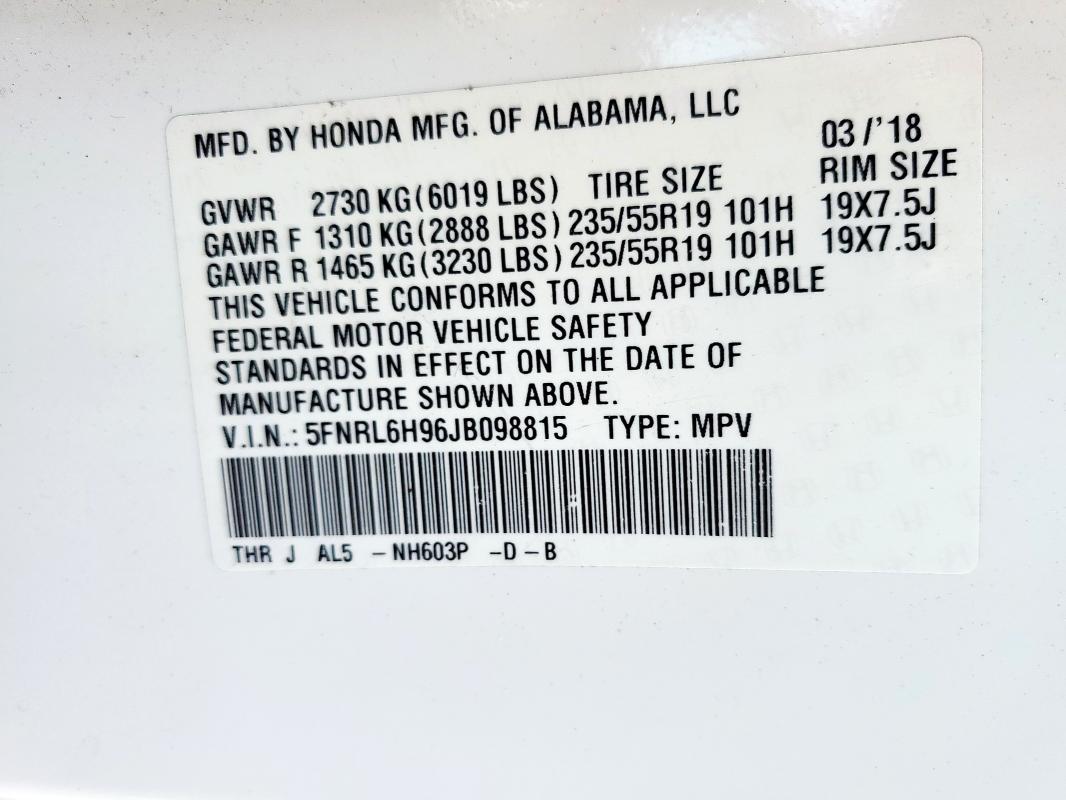 MFD. BY HONDA MFG. OF ALABAMA, LLC 03/'18
GVWR 2730 KG(6019 LBS) TIRE SIZE RIM SIZE
GAWR F 1310 KG(2888 LBS) 235/55R19 101H 19X7.5J
GAWR R 1465 KG(3230 LBS) 235/55R19 101H 19X7.5J
THIS VEHICLE CONFORMS TO ALL APPLICABLE
FEDERAL MOTOR VEHICLE SAFETY
STANDARDS IN EFFECT ON THE DATE OF
MANUFACTURE SHOWN ABOVE.
V.I.N.: 5FNRL6H96JB098815 TYPE: MPV
THR J AL5 -NH603P -D-B